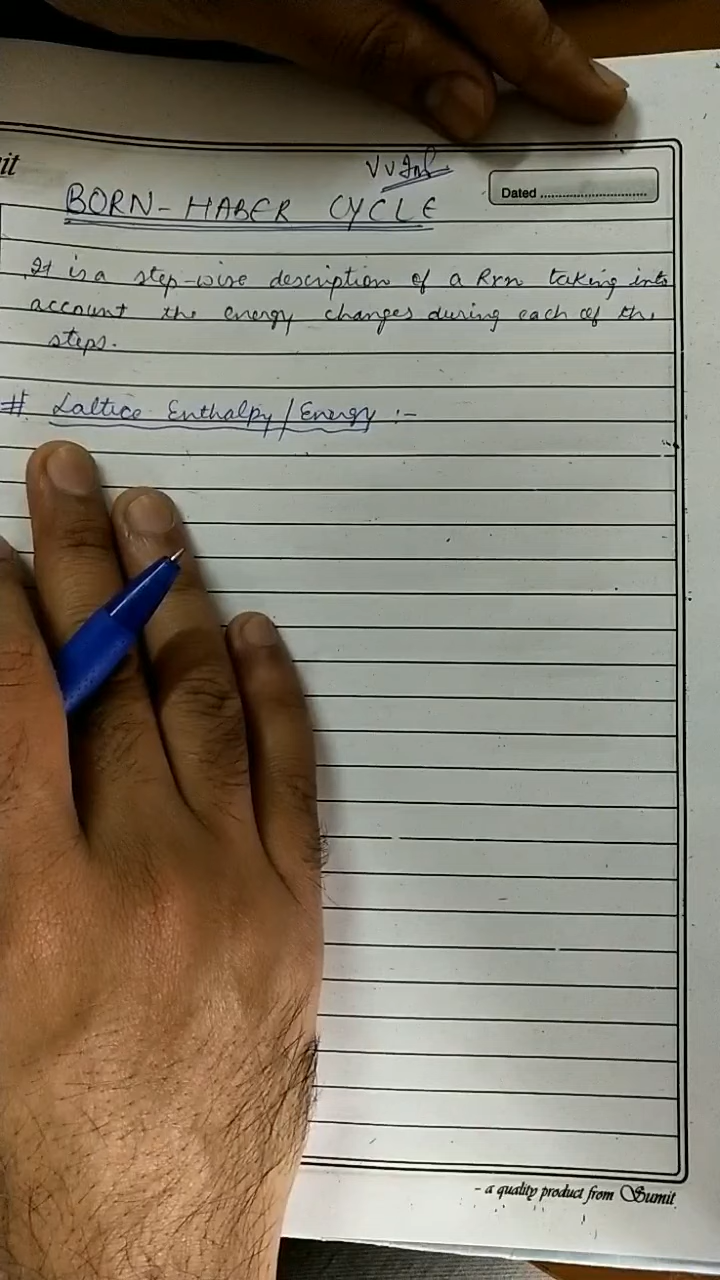 it
V V Imp
Dated
BORN-HABER CYCLE
It is a step-wise description of a Rxn taking into
account the energy changes during each of the
steps.
# Lattice Enthalpy/Energy :-
- a quality product from Sumit